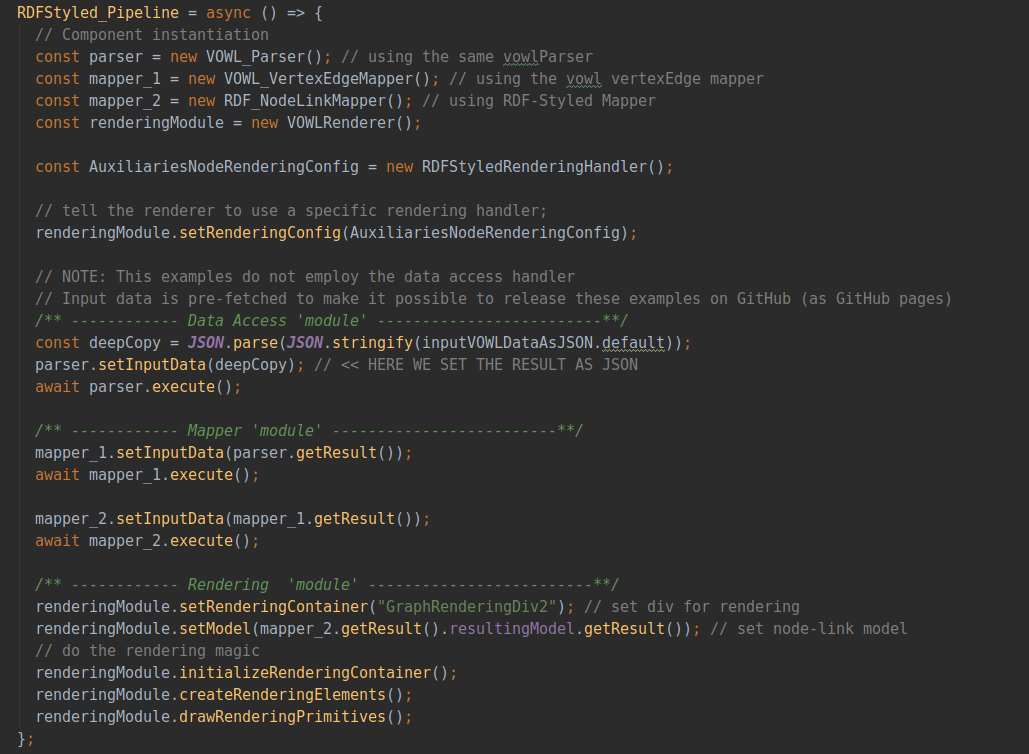 RDFStyled_Pipeline = async () => {
// Component instantiation
const parser = new VOWL_Parser(); // using the same vowlParser
const mapper_1 = new VOWL_VertexEdgeMapper(); // using the vowl vertexEdge mapper
const mapper_2 = new RDF_NodeLinkMapper(); // using RDF-Styled Mapper
const renderingModule = new VOWLRenderer();
const AuxiliariesNodeRenderingConfig = new RDFStyledRenderingHandler();
// tell the renderer to use a specific rendering handler;
renderingModule.setRenderingConfig(AuxiliariesNodeRenderingConfig);
// NOTE: This examples do not employ the data access handler
// Input data is pre-fetched to make it possible to release these examples on GitHub (as GitHub pages)
/** ------------ Data Access 'module' -------------------------**/
const deepCopy = JSON.parse(JSON.stringify(inputVOWLDataAsJSON.default));
parser.setInputData(deepCopy); // << HERE WE SET THE RESULT AS JSON
await parser.execute();
/** ------------ Mapper 'module' -------------------------**/
mapper_1.setInputData(parser.getResult());
await mapper_1.execute();
mapper_2.setInputData(mapper_1.getResult());
await mapper_2.execute();
/** ------------ Rendering  'module' -------------------------**/
renderingModule.setRenderingContainer("GraphRenderingDiv2"); // set div for rendering
renderingModule.setModel(mapper_2.getResult().resultingModel.getResult()); // set node-link model
// do the rendering magic
renderingModule.initializeRenderingContainer();
renderingModule.createRenderingElements();
renderingModule.drawRenderingPrimitives();
};